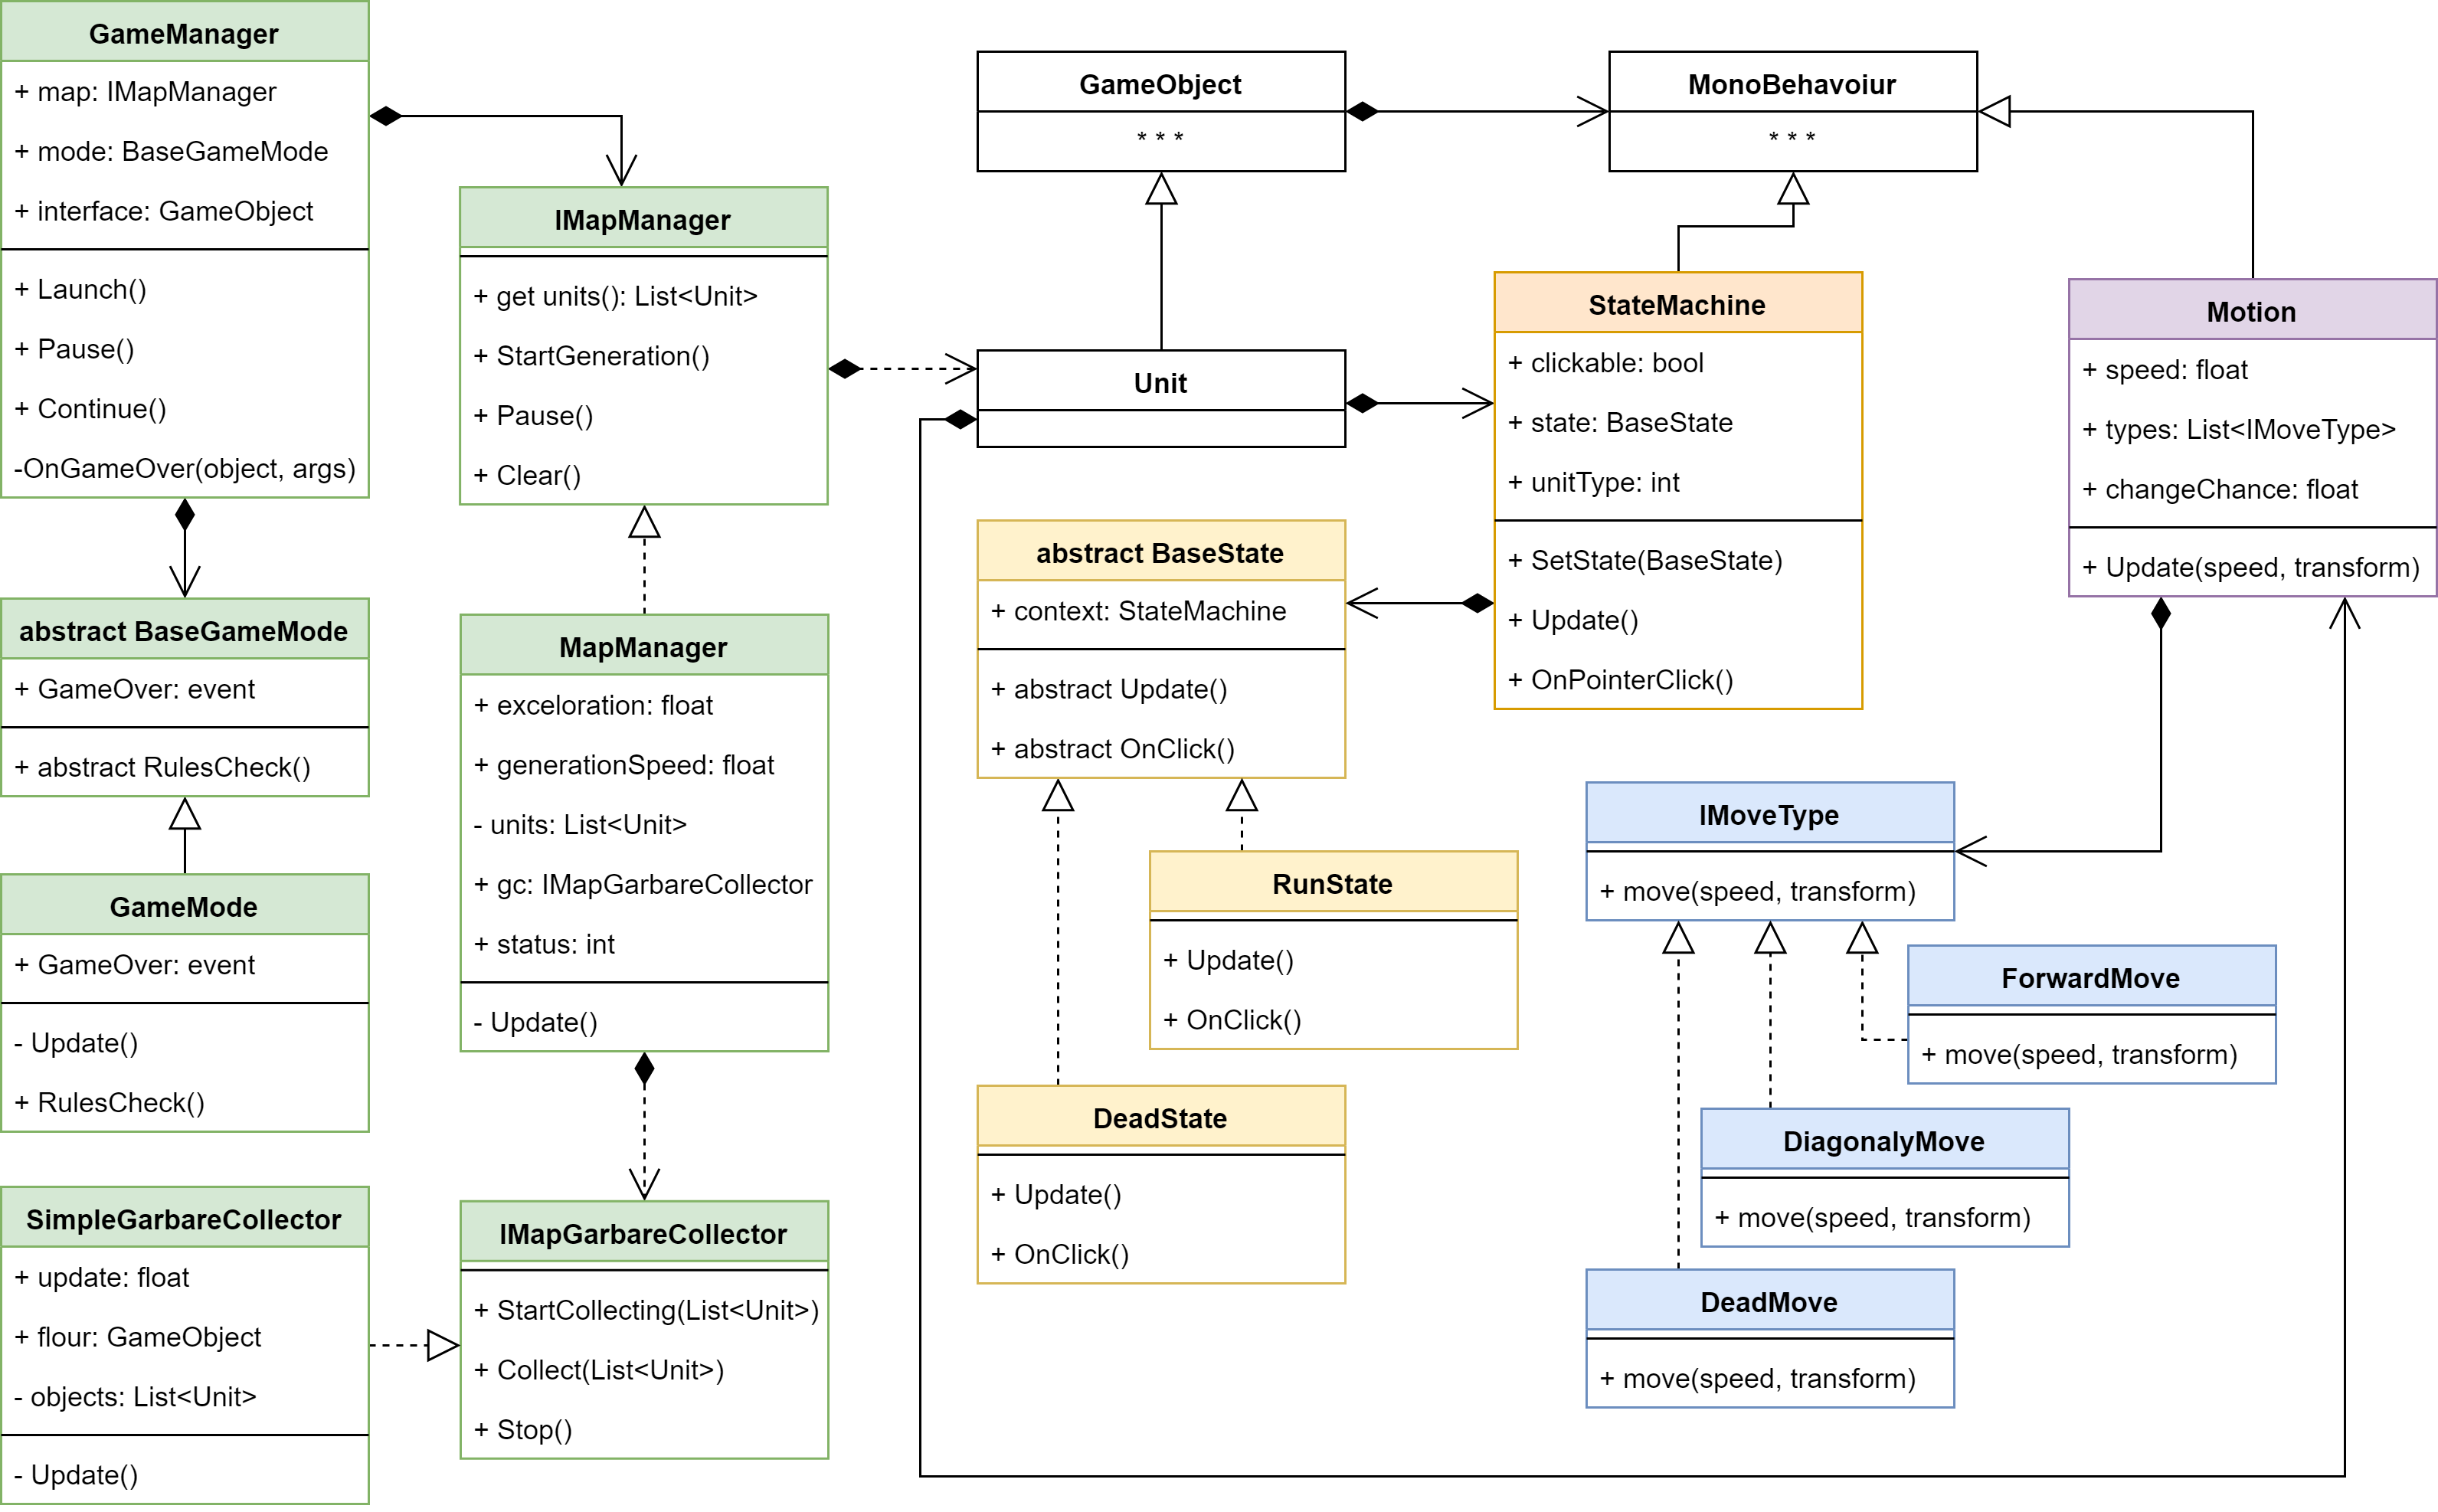 GameManager
+ map: IMapManager
+ mode: BaseGameMode
+ interface: GameObject
+ Launch()
+ Pause()
+ Continue()
-OnGameOver(object, args)
abstract BaseGameMode
+ GameOver: event
+ abstract RulesCheck()
GameMode
+ GameOver: event
- Update()
+ RulesCheck()
SimpleGarbareCollector
+ update: float
+ flour: GameObject
- objects: List<Unit>
- Update()
IMapManager
+ get units(): List<Unit>
+ StartGeneration()
+ Pause()
+ Clear()
MapManager
+ exceloration: float
+ generationSpeed: float
- units: List<Unit>
+ gc: IMapGarbareCollector
+ status: int
- Update()
IMapGarbareCollector
+ StartCollecting(List<Unit>)
+ Collect(List<Unit>)
+ Stop()
GameObject
* * *
Unit
abstract BaseState
+ context: StateMachine
+ abstract Update()
+ abstract OnClick()
RunState
+ Update()
+ OnClick()
DeadState
+ Update()
+ OnClick()
MonoBehavoiur
* * *
StateMachine
+ clickable: bool
+ state: BaseState
+ unitType: int
+ SetState(BaseState)
+ Update()
+ OnPointerClick()
Motion
+ speed: float
+ types: List<IMoveType>
+ changeChance: float
+ Update(speed, transform)
IMoveType
+ move(speed, transform)
ForwardMove
+ move(speed, transform)
DiagonalyMove
+ move(speed, transform)
DeadMove
+ move(speed, transform)